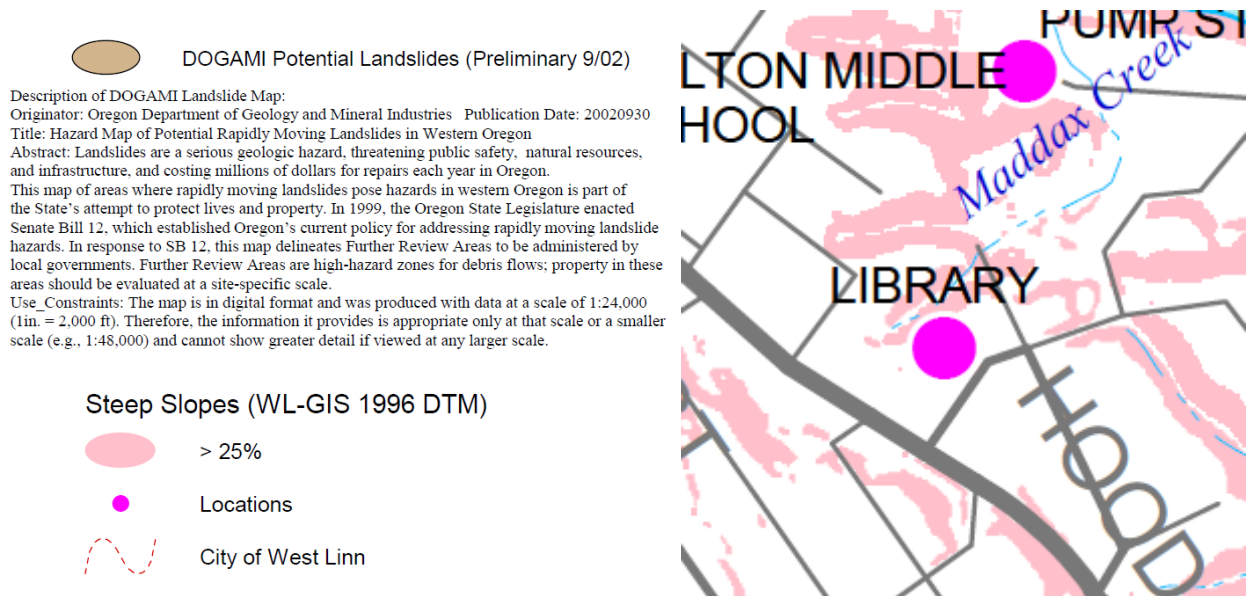 DOGAMI Potential Landslides (Preliminary 9/02)
Description of DOGAMI Landslide Map:
Originator: Oregon Department of Geology and Mineral Industries Publication Date: 20020930
Title: Hazard Map of Potential Rapidly Moving Landslides in Western Oregon
Abstract: Landslides are a serious geologic hazard, threatening public safety, natural resources,
and infrastructure, and costing millions of dollars for repairs each year in Oregon.
This map of areas where rapidly moving landslides pose hazards in western Oregon is part of
the State's attempt to protect lives and property. In 1999, the Oregon State Legislature enacted
Senate Bill 12, which established Oregon's current policy for addressing rapidly moving landslide
hazards. In response to SB 12, this map delineates Further Review Areas to be administered by
local governments. Further Review Areas are high-hazard zones for debris flows; property in these
areas should be evaluated at a site-specific scale.
Use_Constraints: The map is in digital format and was produced with data at a scale of 1:24,000
(1in. = 2,000 ft). Therefore, the information it provides is appropriate only at that scale or a smaller
scale (e.g., 1:48,000) and cannot show greater detail if viewed at any larger scale.
Steep Slopes (WL-GIS 1996 DTM)
> 25%
Locations
City of West Linn
PUMP ST
LTON MIDDLE
HOOL
Maddax Creek
LIBRARY
HOOD